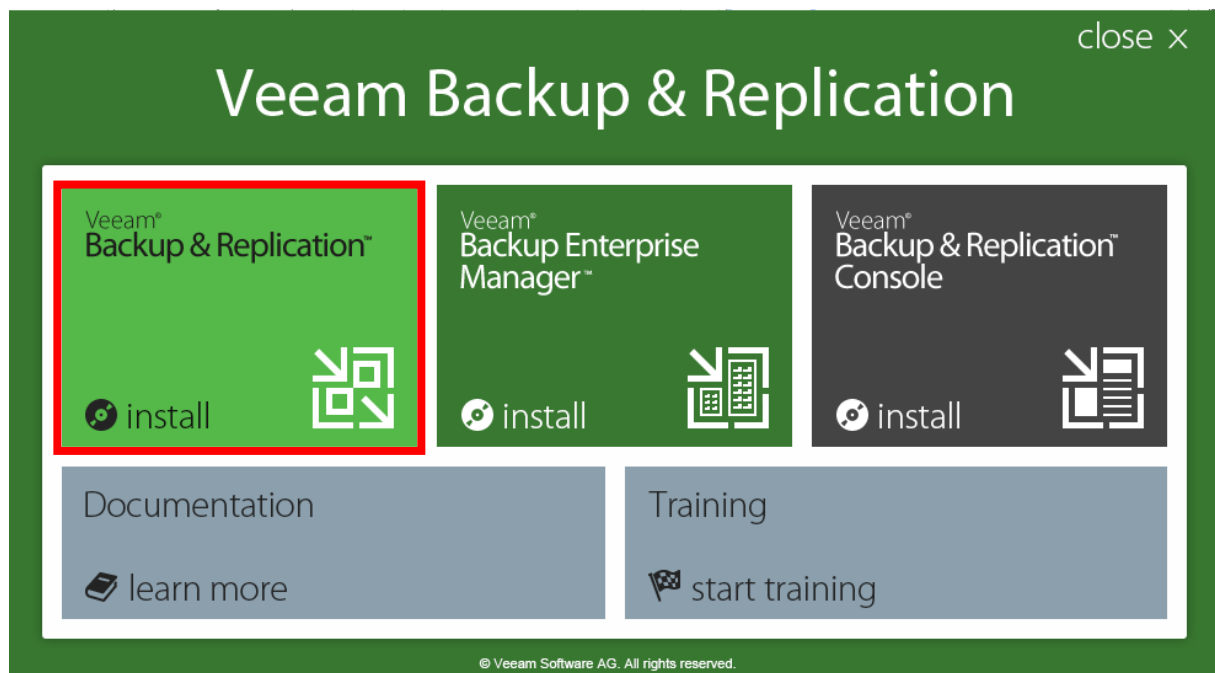 close ×
Veeam Backup & Replication
Veeam®
Backup & Replication™
install
Veeam®
Backup Enterprise
Manager™
install
Veeam®
Backup & Replication™
Console
install
Documentation
learn more
Training
start training
© Veeam Software AG. All rights reserved.